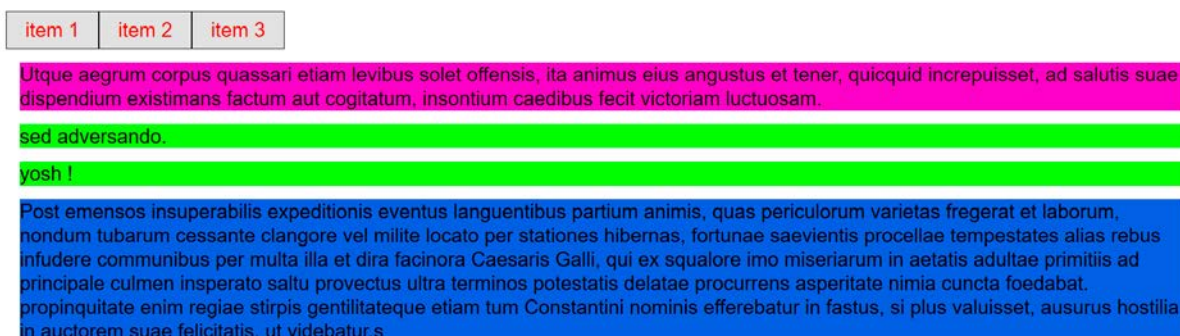 item 1 item 2 item 3
Utque aegrum corpus quassari etiam levibus solet offensis, ita animus eius angustus et tener, quicquid increpuisset, ad salutis suae
dispendium existimans factum aut cogitatum, insontium caedibus fecit victoriam luctuosam.
sed adversando.
yosh !
Post emensos insuperabilis expeditionis eventus languentibus partium animis, quas periculorum varietas fregerat et laborum,
nondum tubarum cessante clangore vel milite locato per stationes hibernas, fortunae saevientis procellae tempestates alias rebus
infudere communibus per multa illa et dira facinora Caesaris Galli, qui ex squalore imo miseriarum in aetatis adultae primitiis ad
principale culmen insperato saltu provectus ultra terminos potestatis delatae procurrens asperitate nimia cuncta foedabat.
propinquitate enim regiae stirpis gentilitateque etiam tum Constantini nominis efferebatur in fastus, si plus valuisset, ausurus hostilia
in auctorem suae felicitatis, ut videbatur.s